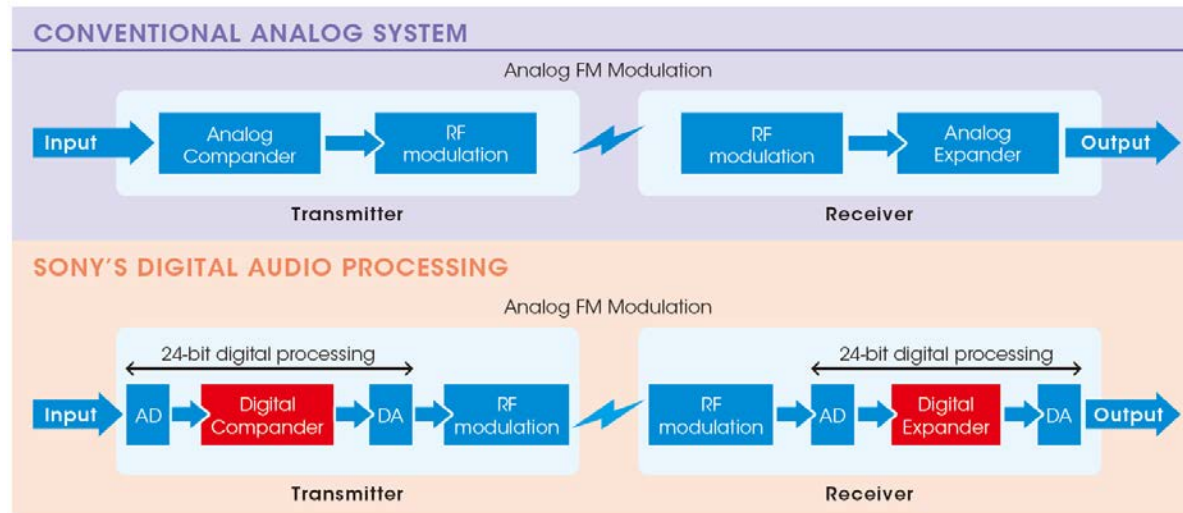 CONVENTIONAL ANALOG SYSTEM
Analog FM Modulation
Input
Analog
Compander
RF
modulation
RF
modulation
Analog
Expander
Output
Transmitter
Receiver
SONY'S DIGITAL AUDIO PROCESSING
Analog FM Modulation
24-bit digital processing
24-bit digital processing
Input
AD
Digital
Compander
DA
RF
modulation
RF
modulation
AD
Digital
Expander
DA
Output
Transmitter
Receiver